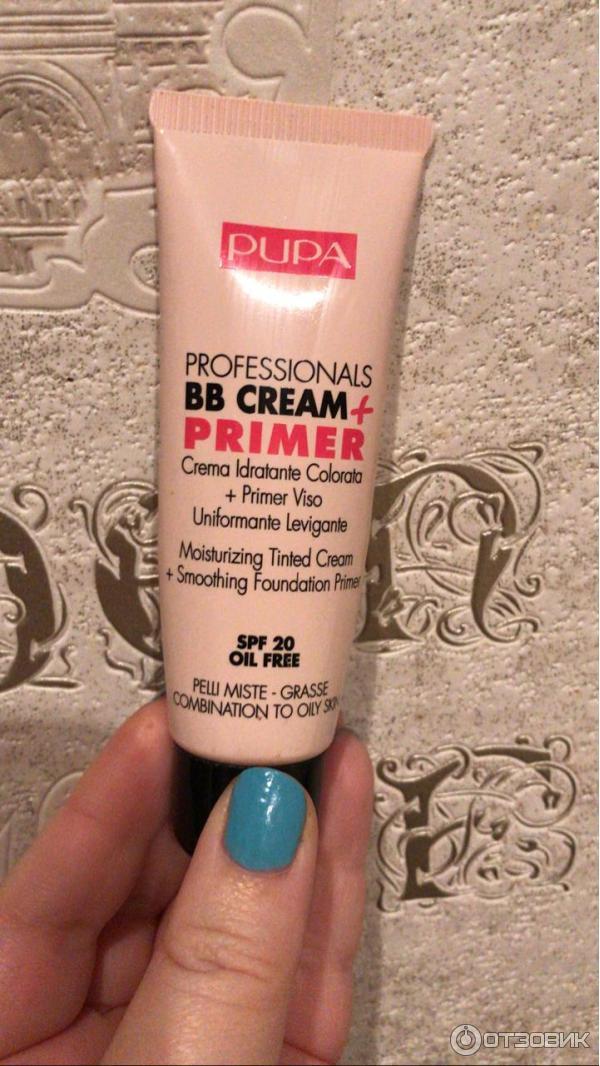 PUPA
PROFESSIONALS
BB CREAM+
PRIMER
Crema Idratante Colorata
+ Primer Viso
Uniformante Levigante
Moisturizing Tinted Cream
+ Smoothing Foundation Primer
SPF 20
OIL FREE
PELLI MISTE - GRASSE
COMBINATION TO OILY SKIN
ОТЗОВИК